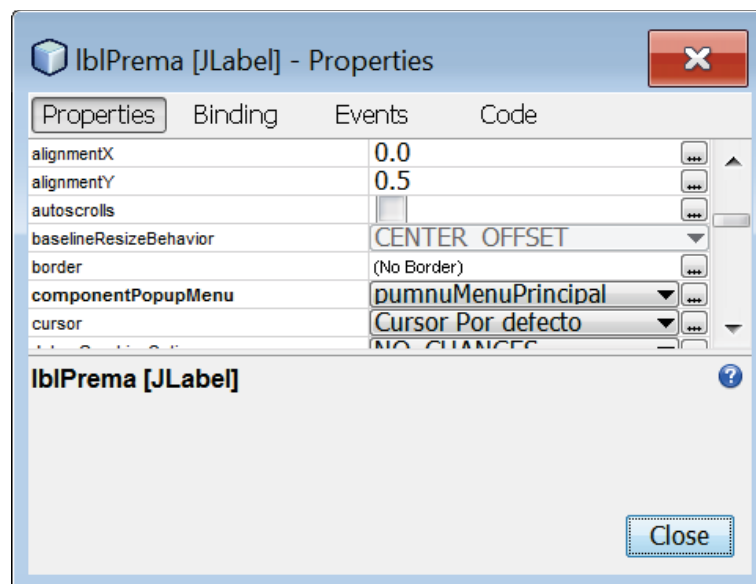 lblPrema [JLabel] - Properties
Properties Binding Events Code
alignmentX 0.0 ...
alignmentY 0.5 ...
autoscrolls ...
baselineResizeBehavior CENTER_OFFSET
border (No Border) ...
componentPopupMenu pumnuMenuPrincipal ...
cursor Cursor Por defecto ...
NO_CHANGES
lblPrema [JLabel]
Close